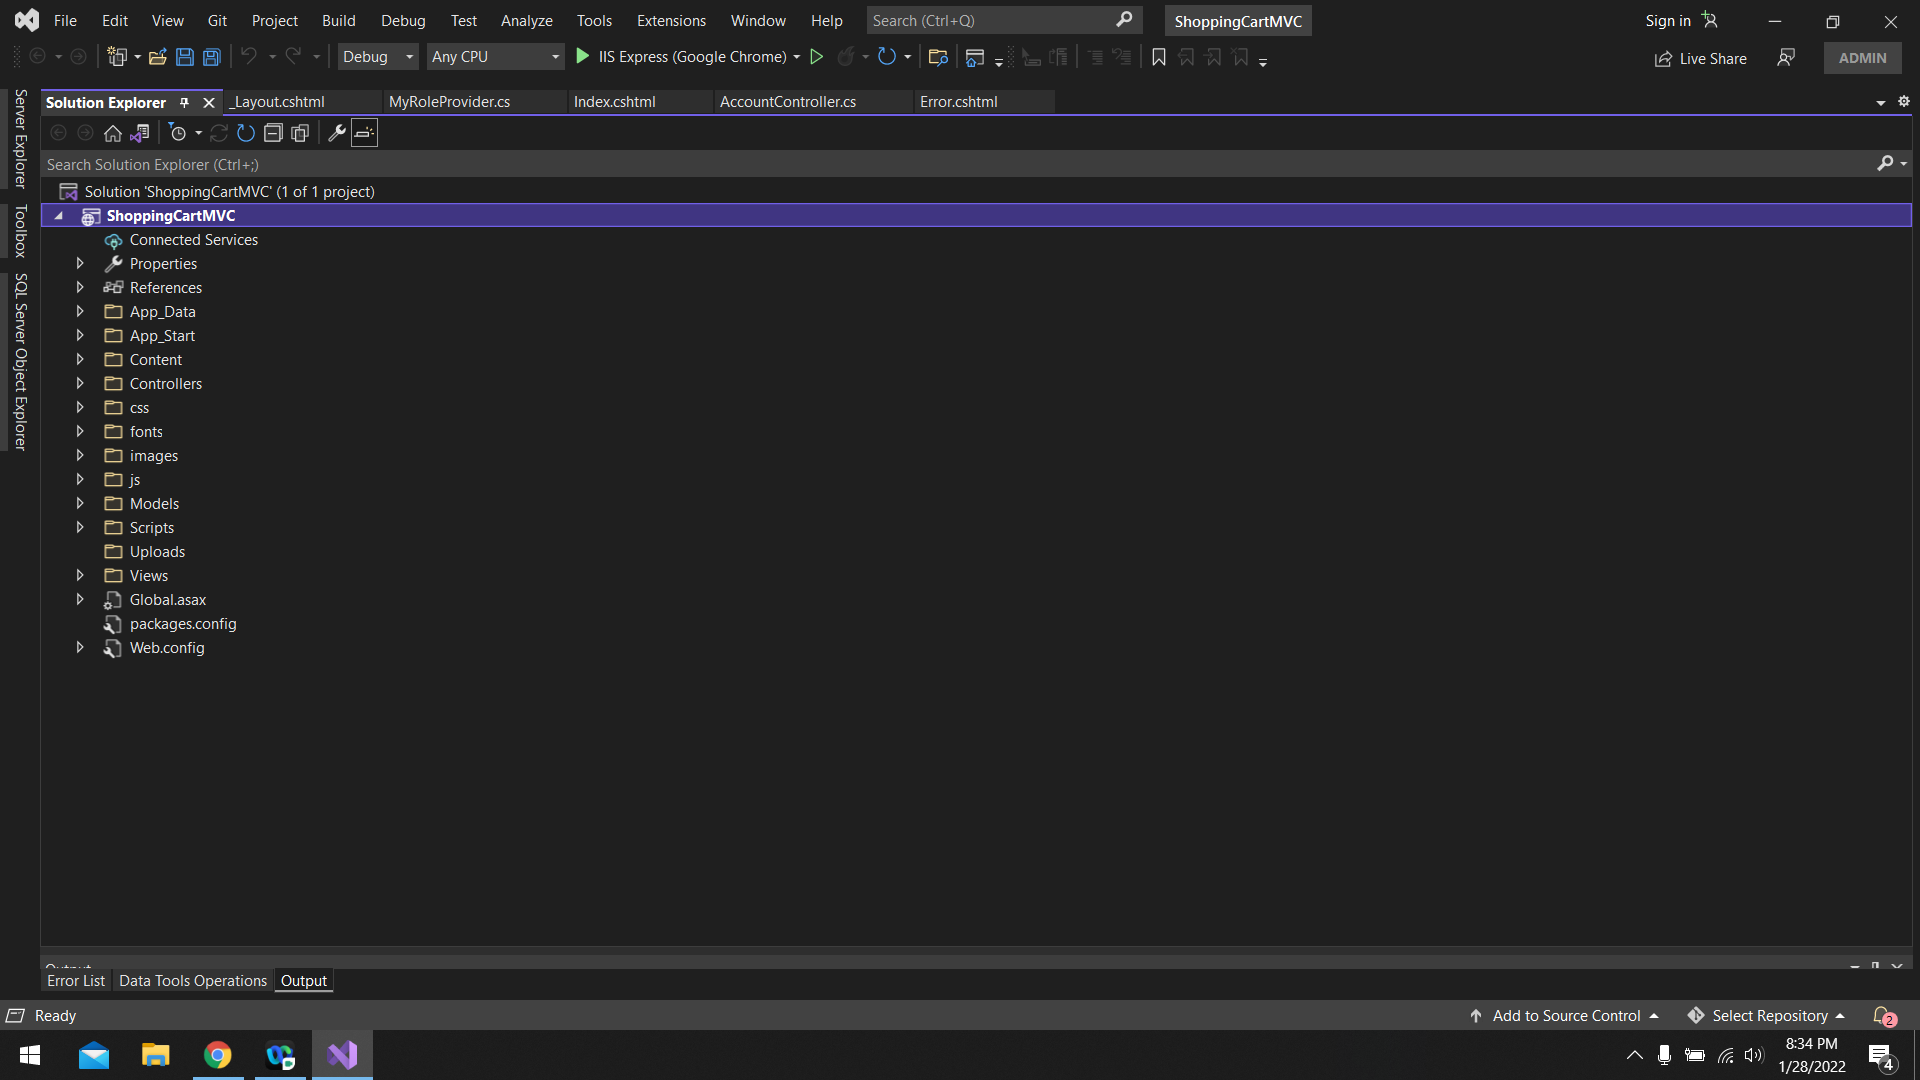 File Edit View Git Project Build Debug Test Analyze Tools Extensions Window Help Search (Ctrl+Q) ShoppingCartMVC Sign in
Debug Any CPU IIS Express (Google Chrome) Live Share ADMIN
Server Explorer
Toolbox
SQL Server Object Explorer
Solution Explorer _Layout.cshtml MyRoleProvider.cs Index.cshtml AccountController.cs Error.cshtml
Search Solution Explorer (Ctrl+;)
Solution 'ShoppingCartMVC' (1 of 1 project)
ShoppingCartMVC
Connected Services
Properties
References
App_Data
App_Start
Content
Controllers
css
fonts
images
js
Models
Scripts
Uploads
Views
Global.asax
packages.config
Web.config
Output
Error List Data Tools Operations Output
Ready Add to Source Control Select Repository 2
8:34 PM
1/28/2022
4